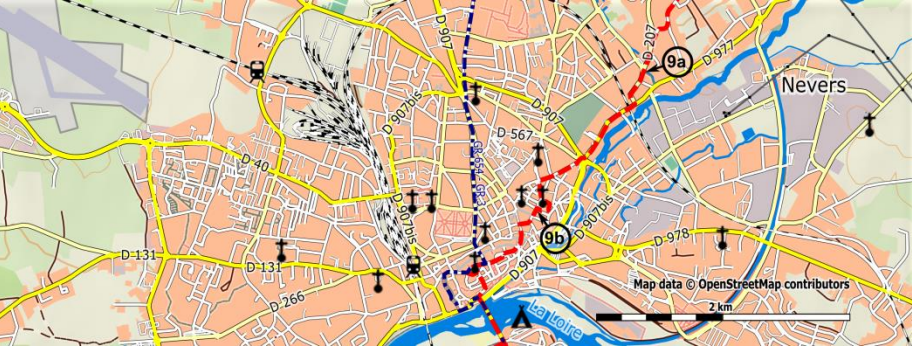 D 907
D 207
9a
D 977
Nevers
D 907bis
D 907
D 567
GR 654 - GR 3
D 40
D 902bis
D 907bis
9b
D 978
D 131
D 131
D 907
D 266
Map data © OpenStreetMap contributors
2 km
La Loire